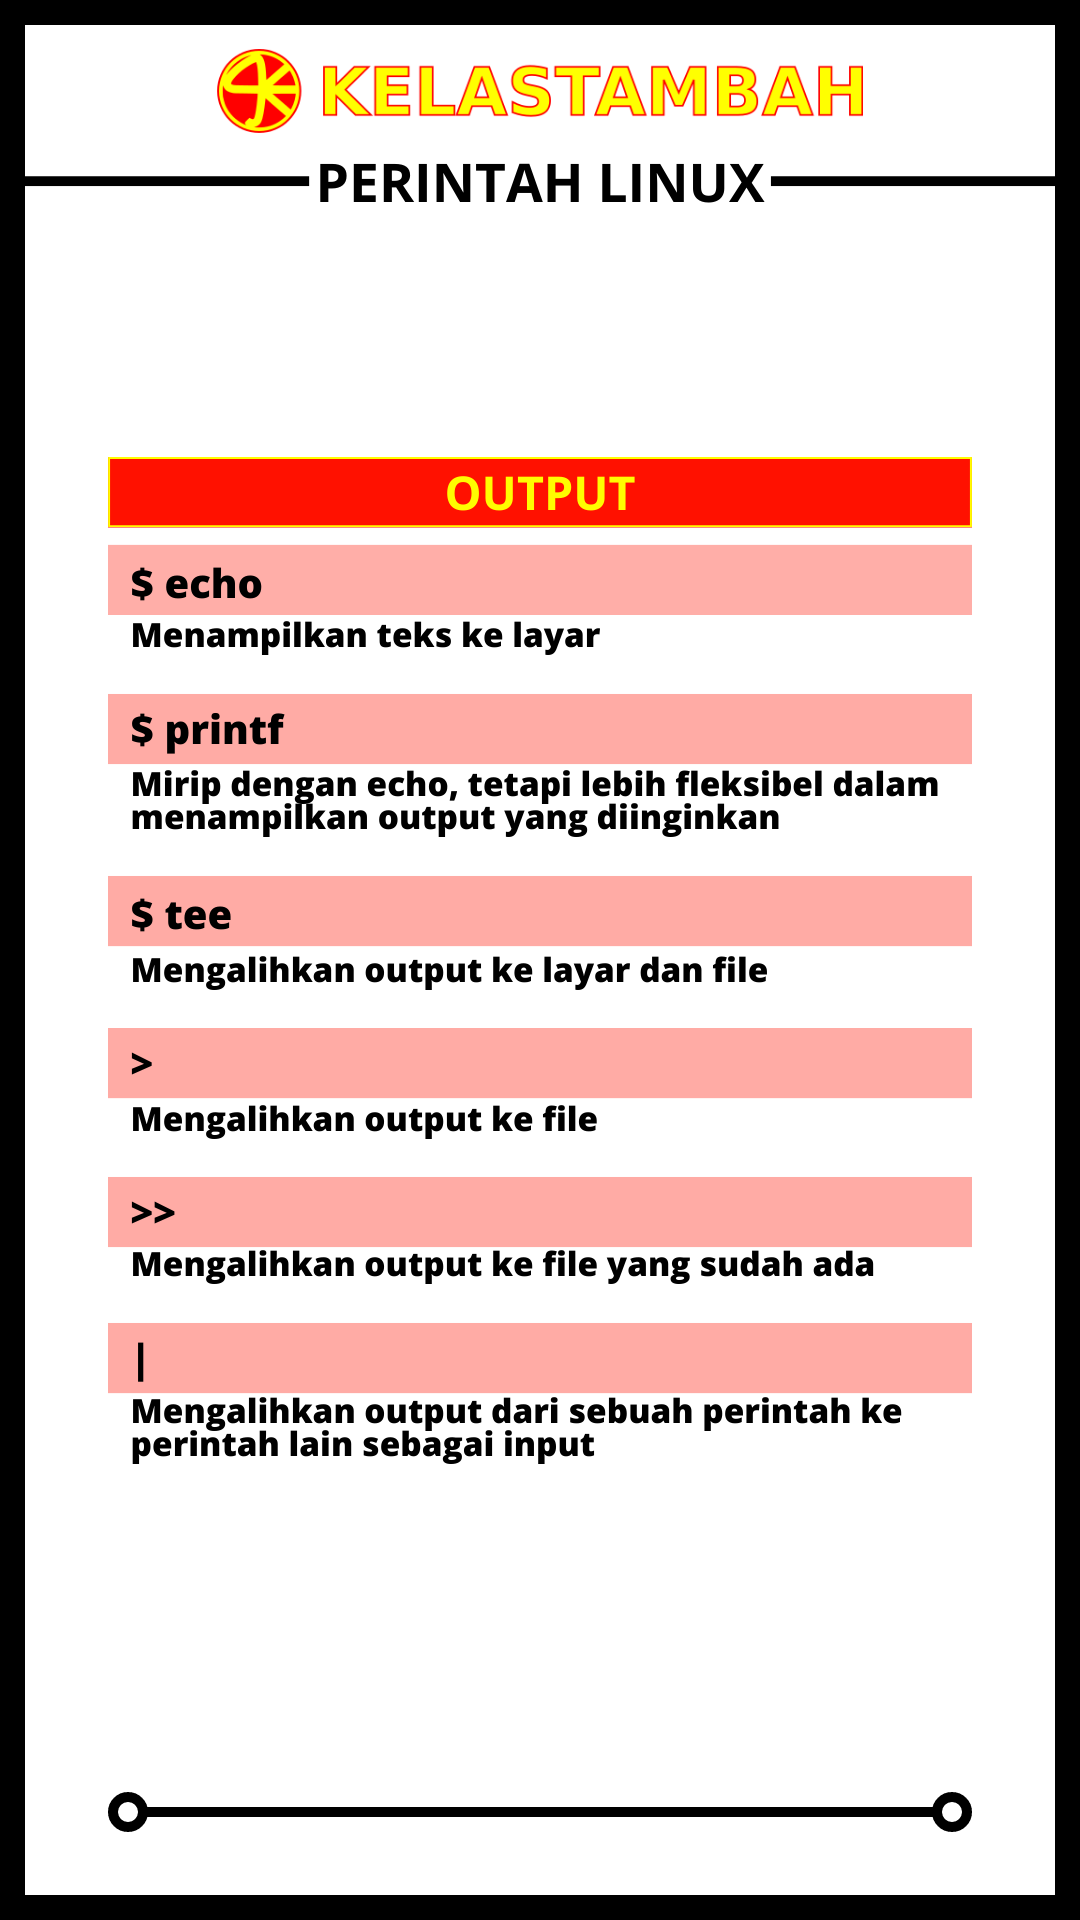 KELASTAMBAH
PERINTAH LINUX
OUTPUT
$ echo
Menampilkan teks ke layar
$ printf
Mirip dengan echo, tetapi lebih fleksibel dalam
menampilkan output yang diinginkan
$ tee
Mengalihkan output ke layar dan file
>
Mengalihkan output ke file
>>
Mengalihkan output ke file yang sudah ada
|
Mengalihkan output dari sebuah perintah ke
perintah lain sebagai input